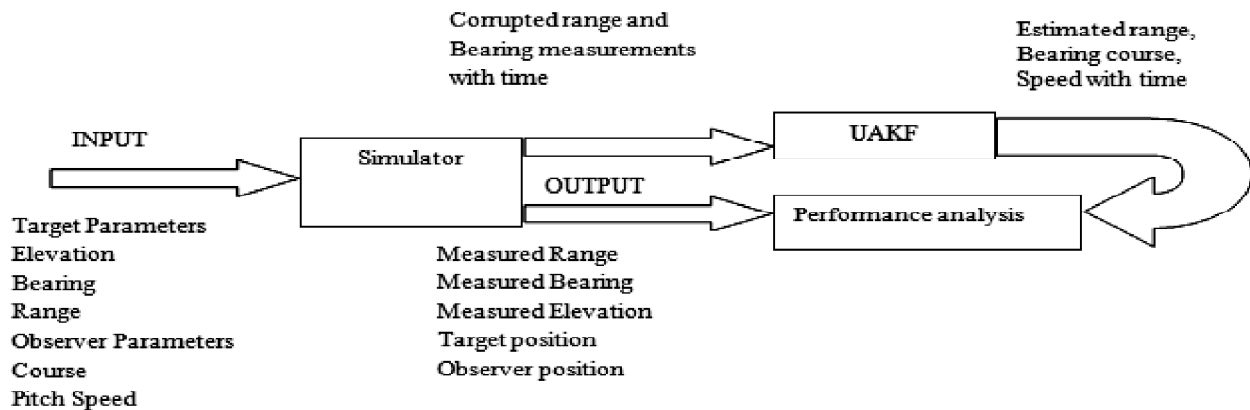 Corrupted range and
Bearing measurements
with time
Estimated range,
Bearing course,
Speed with time
INPUT
Simulator
UAKF
OUTPUT
Performance analysis
Target Parameters
Elevation
Bearing
Range
Observer Parameters
Course
Pitch Speed
Measured Range
Measured Bearing
Measured Elevation
Target position
Observer position